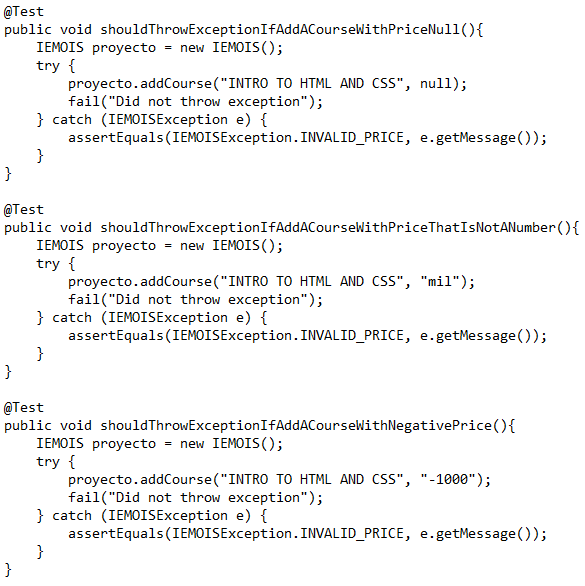 @Test
public void shouldThrowExceptionIfAddACourseWithPriceNull(){
    IEMOIS proyecto = new IEMOIS();
    try {
        proyecto.addCourse("INTRO TO HTML AND CSS", null);
        fail("Did not throw exception");
    } catch (IEMOISException e) {
        assertEquals(IEMOISException.INVALID_PRICE, e.getMessage());
    }
}

@Test
public void shouldThrowExceptionIfAddACourseWithPriceThatIsNotANumber(){
    IEMOIS proyecto = new IEMOIS();
    try {
        proyecto.addCourse("INTRO TO HTML AND CSS", "mil");
        fail("Did not throw exception");
    } catch (IEMOISException e) {
        assertEquals(IEMOISException.INVALID_PRICE, e.getMessage());
    }
}

@Test
public void shouldThrowExceptionIfAddACourseWithNegativePrice(){
    IEMOIS proyecto = new IEMOIS();
    try {
        proyecto.addCourse("INTRO TO HTML AND CSS", "-1000");
        fail("Did not throw exception");
    } catch (IEMOISException e) {
        assertEquals(IEMOISException.INVALID_PRICE, e.getMessage());
    }
}